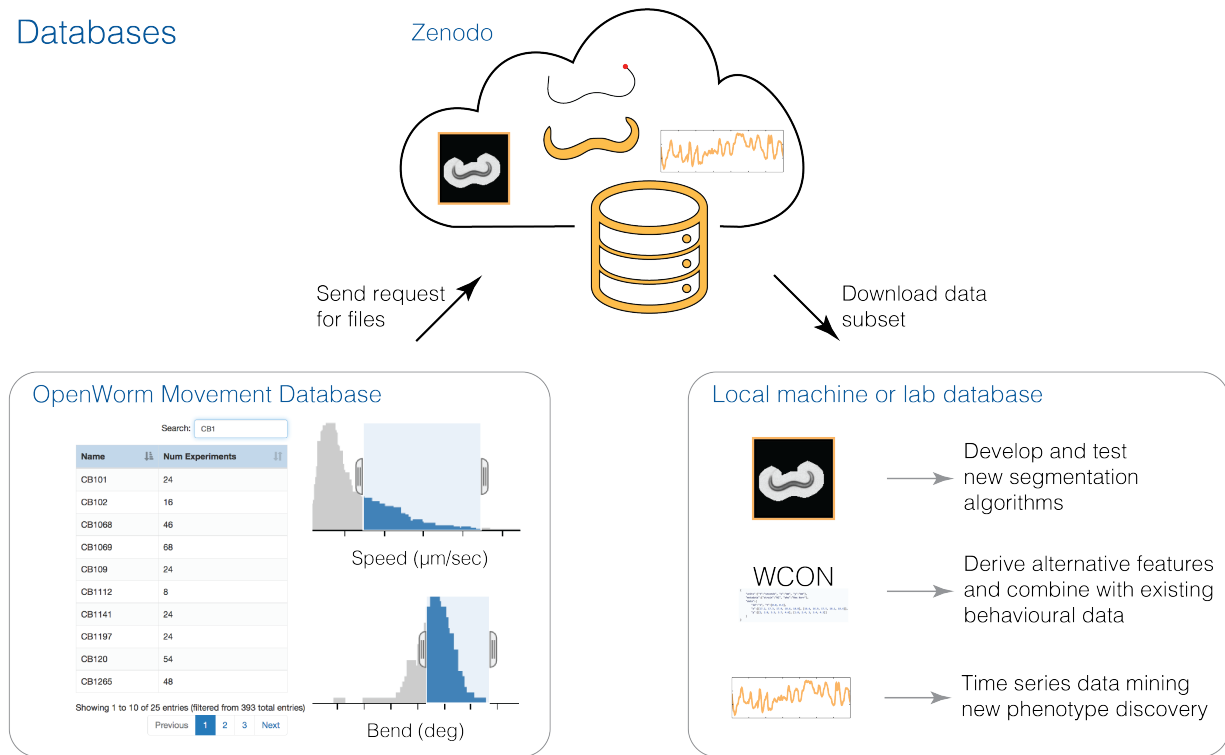 Databases
Zenodo
Send request
for files
Download data
subset
OpenWorm Movement Database
Search: CB1
Name Num Experiments
CB101 24
CB102 16
CB1068 46
CB1069 68
CB109 24
CB1112 8
CB1141 24
CB1197 24
CB120 54
CB1265 48
Showing 1 to 10 of 25 entries (filtered from 393 total entries)
Previous 1 2 3 Next
Speed (µm/sec)
Bend (deg)
Local machine or lab database
Develop and test
new segmentation
algorithms
WCON
Derive alternative features
and combine with existing
behavioural data
Time series data mining
new phenotype discovery